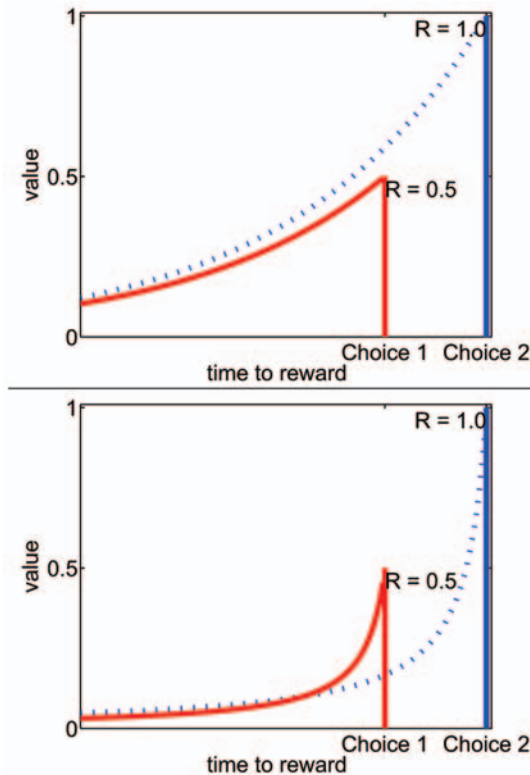 1
R = 1.0
value
0.5
R = 0.5
0
Choice 1 Choice 2
time to reward
1
R = 1.0
value
0.5
R = 0.5
0
Choice 1 Choice 2
time to reward